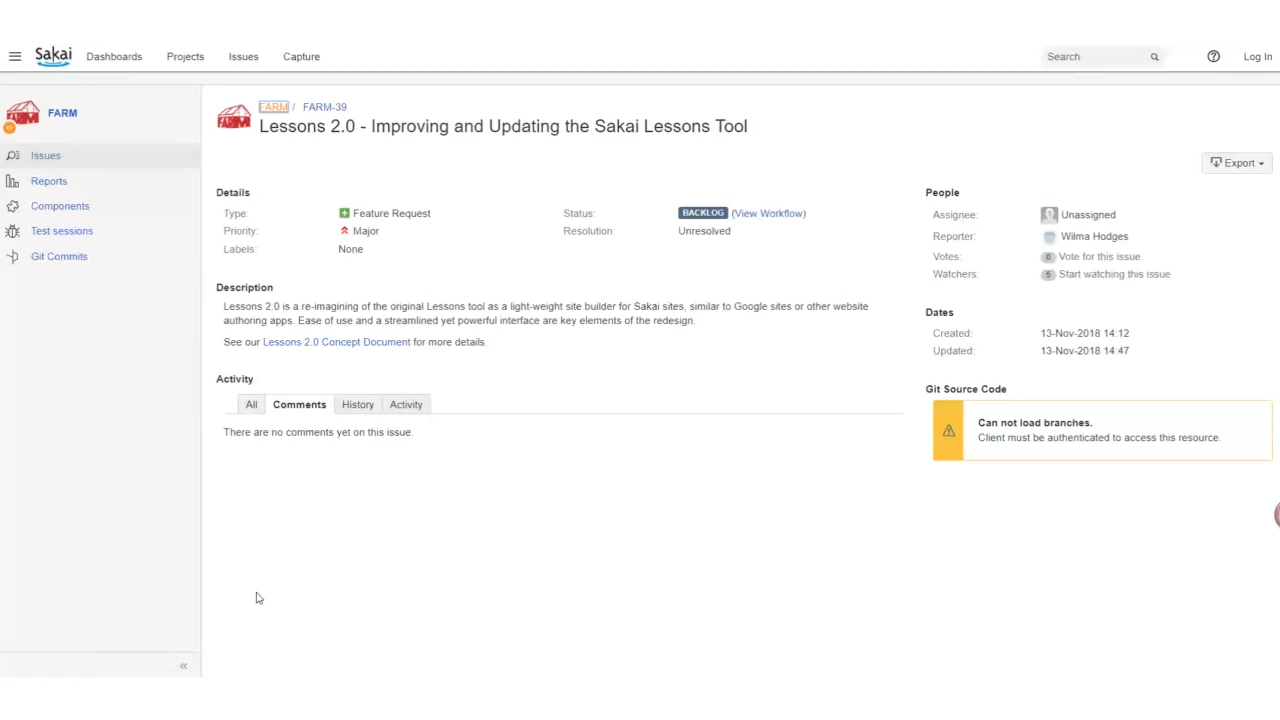 Sakai Dashboards Projects Issues Capture Search Log In
FARM
Issues
Reports
Components
Test sessions
Git Commits
FARM / FARM-39
Lessons 2.0 - Improving and Updating the Sakai Lessons Tool
Export
Details
Type: Feature Request Status: BACKLOG (View Workflow)
Priority: Major Resolution Unresolved
Labels: None
Description
Lessons 2.0 is a re-imagining of the original Lessons tool as a light-weight site builder for Sakai sites, similar to Google sites or other website
authoring apps. Ease of use and a streamlined yet powerful interface are key elements of the redesign.
See our Lessons 2.0 Concept Document for more details.
Activity
All Comments History Activity
There are no comments yet on this issue.
People
Assignee: Unassigned
Reporter: Wilma Hodges
Votes: 0 Vote for this issue
Watchers: 5 Start watching this issue
Dates
Created: 13-Nov-2018 14:12
Updated: 13-Nov-2018 14:47
Git Source Code
Can not load branches.
Client must be authenticated to access this resource.